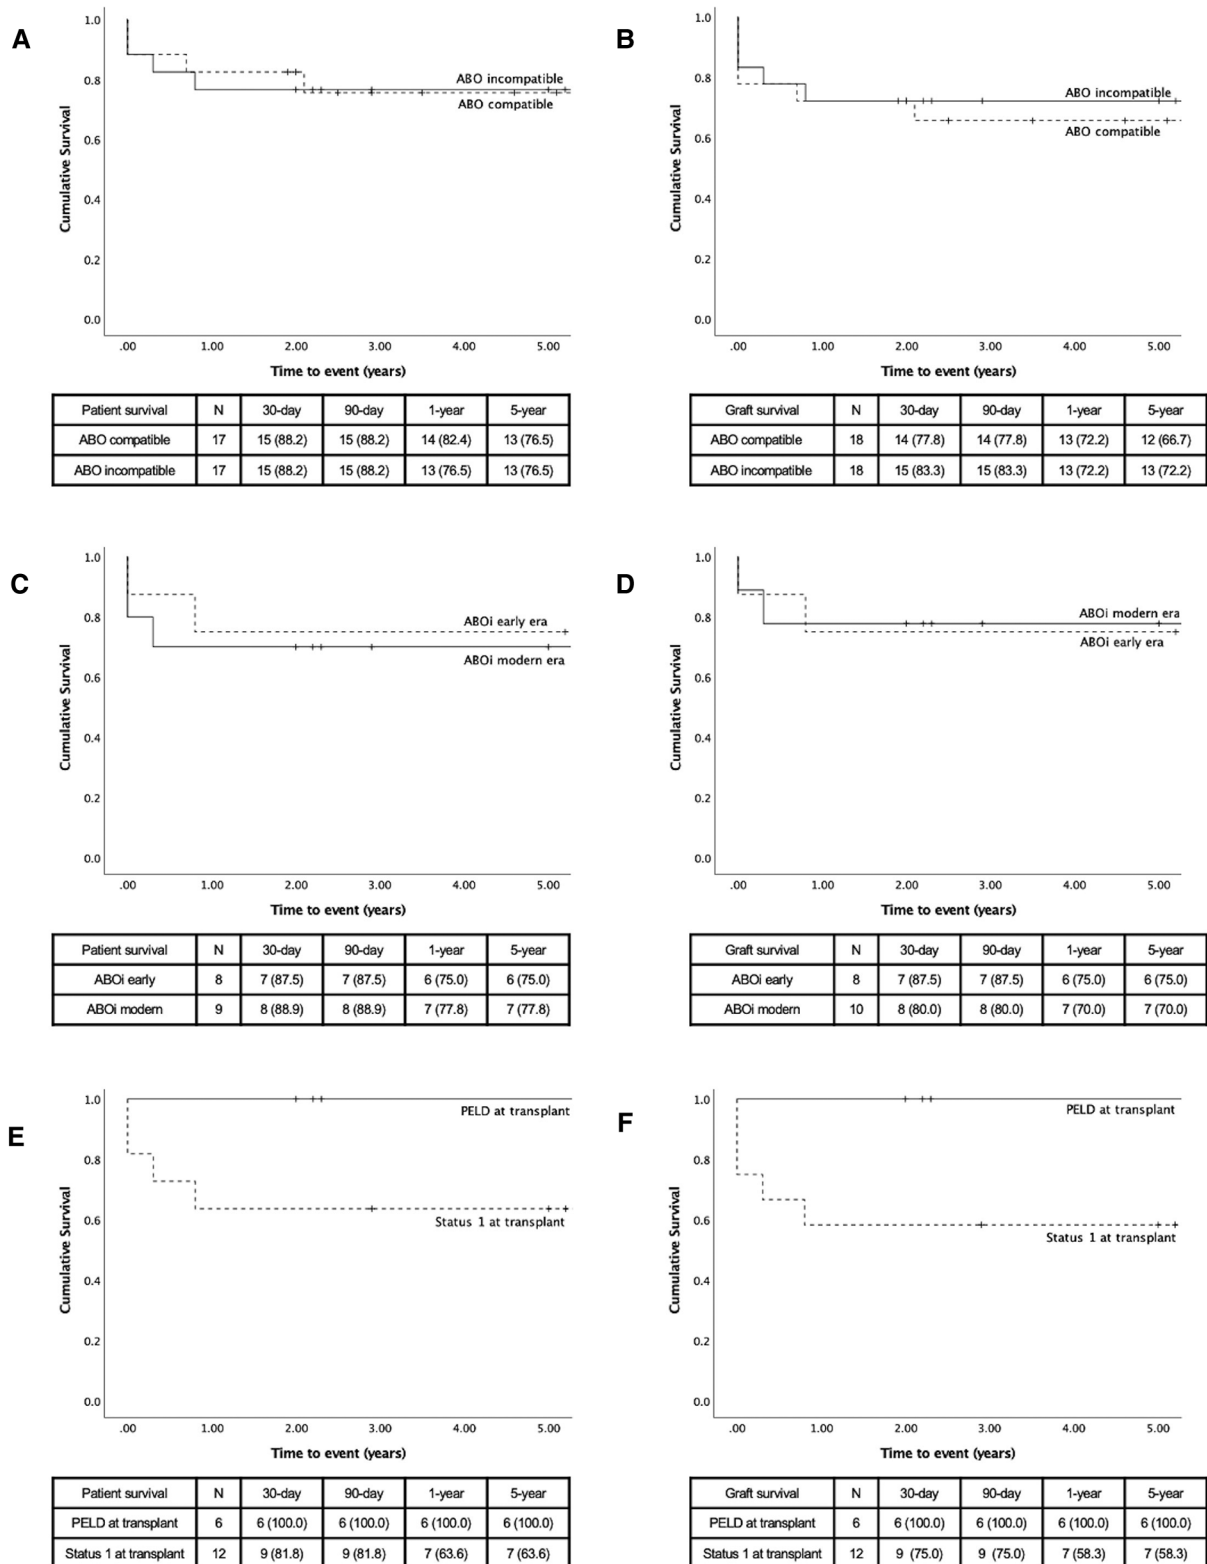 A
1.0
0.8
0.6
0.4
0.2
0.0
Cumulative Survival
ABO incompatible
ABO compatible
.00 1.00 2.00 3.00 4.00 5.00
Time to event (years)
Patient survival N 30-day 90-day 1-year 5-year
ABO compatible 17 15 (88.2) 15 (88.2) 14 (82.4) 13 (76.5)
ABO incompatible 17 15 (88.2) 15 (88.2) 13 (76.5) 13 (76.5)
B
1.0
0.8
0.6
0.4
0.2
0.0
Cumulative Survival
ABO incompatible
ABO compatible
.00 1.00 2.00 3.00 4.00 5.00
Time to event (years)
Graft survival N 30-day 90-day 1-year 5-year
ABO compatible 18 14 (77.8) 14 (77.8) 13 (72.2) 12 (66.7)
ABO incompatible 18 15 (83.3) 15 (83.3) 13 (72.2) 13 (72.2)
C
1.0
0.8
0.6
0.4
0.2
0.0
Cumulative Survival
ABOi early era
ABOi modern era
.00 1.00 2.00 3.00 4.00 5.00
Time to event (years)
Patient survival N 30-day 90-day 1-year 5-year
ABOi early 8 7 (87.5) 7 (87.5) 6 (75.0) 6 (75.0)
ABOi modern 9 8 (88.9) 8 (88.9) 7 (77.8) 7 (77.8)
D
1.0
0.8
0.6
0.4
0.2
0.0
Cumulative Survival
ABOi modern era
ABOi early era
.00 1.00 2.00 3.00 4.00 5.00
Time to event (years)
Graft survival N 30-day 90-day 1-year 5-year
ABOi early 8 7 (87.5) 7 (87.5) 6 (75.0) 6 (75.0)
ABOi modern 10 8 (80.0) 8 (80.0) 7 (70.0) 7 (70.0)
E
1.0
0.8
0.6
0.4
0.2
0.0
Cumulative Survival
PELD at transplant
Status 1 at transplant
.00 1.00 2.00 3.00 4.00 5.00
Time to event (years)
Patient survival N 30-day 90-day 1-year 5-year
PELD at transplant 6 6 (100.0) 6 (100.0) 6 (100.0) 6 (100.0)
Status 1 at transplant 12 9 (81.8) 9 (81.8) 7 (63.6) 7 (63.6)
F
1.0
0.8
0.6
0.4
0.2
0.0
Cumulative Survival
PELD at transplant
Status 1 at transplant
.00 1.00 2.00 3.00 4.00 5.00
Time to event (years)
Graft survival N 30-day 90-day 1-year 5-year
PELD at transplant 6 6 (100.0) 6 (100.0) 6 (100.0) 6 (100.0)
Status 1 at transplant 12 9 (75.0) 9 (75.0) 7 (58.3) 7 (58.3)